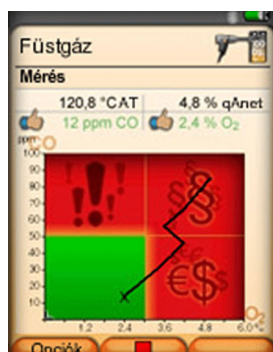 Füstgáz
Mérés
120,8 °CAT 4,8 % qAnet
12 ppm CO 2,4 % O₂
ppm CO
100
90
80
70
60
50
40
30
20
10
1.2 2.4 3.6 4.8 6.0 %
O₂
Opciók